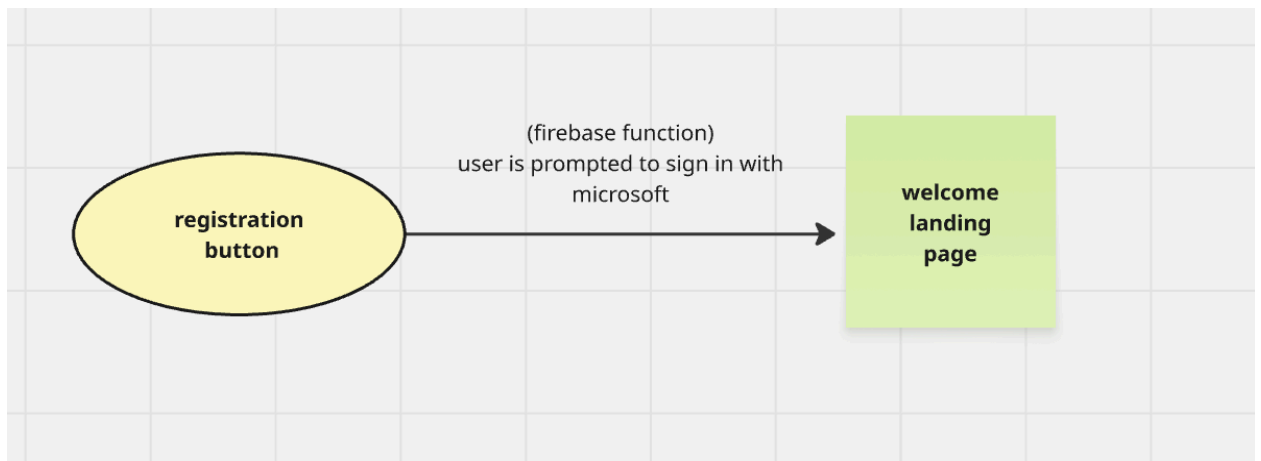 registration
button
(firebase function)
user is prompted to sign in with
microsoft
welcome
landing
page